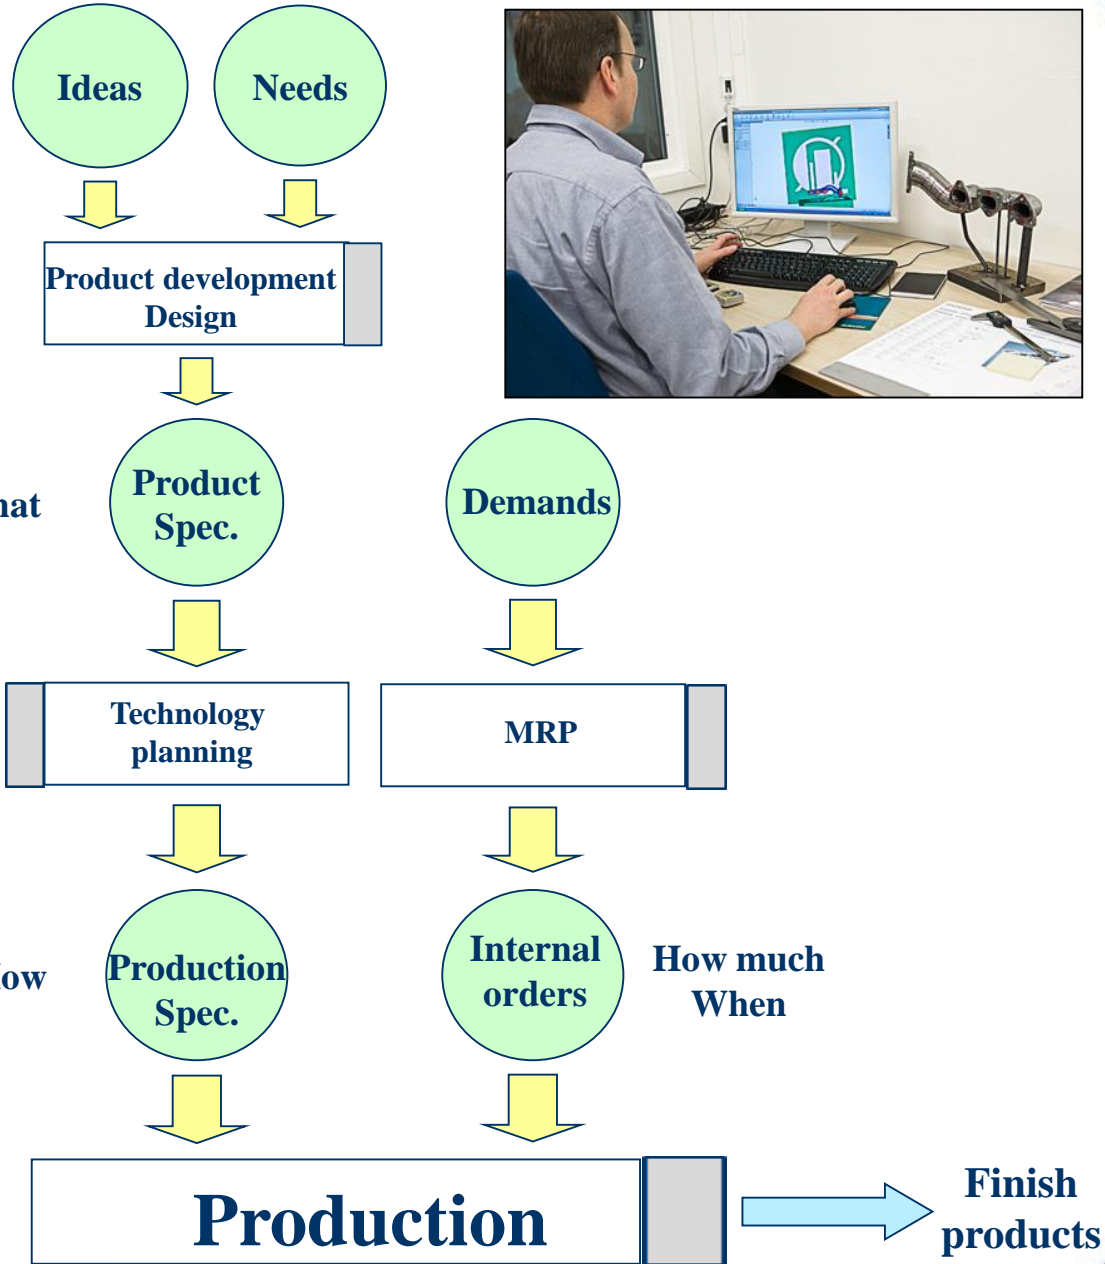 Ideas
Needs
Product development
Design
Product
Spec.
Demands
Technology
planning
MRP
Production
Spec.
Internal
orders
How much
When
Production
Finish
products